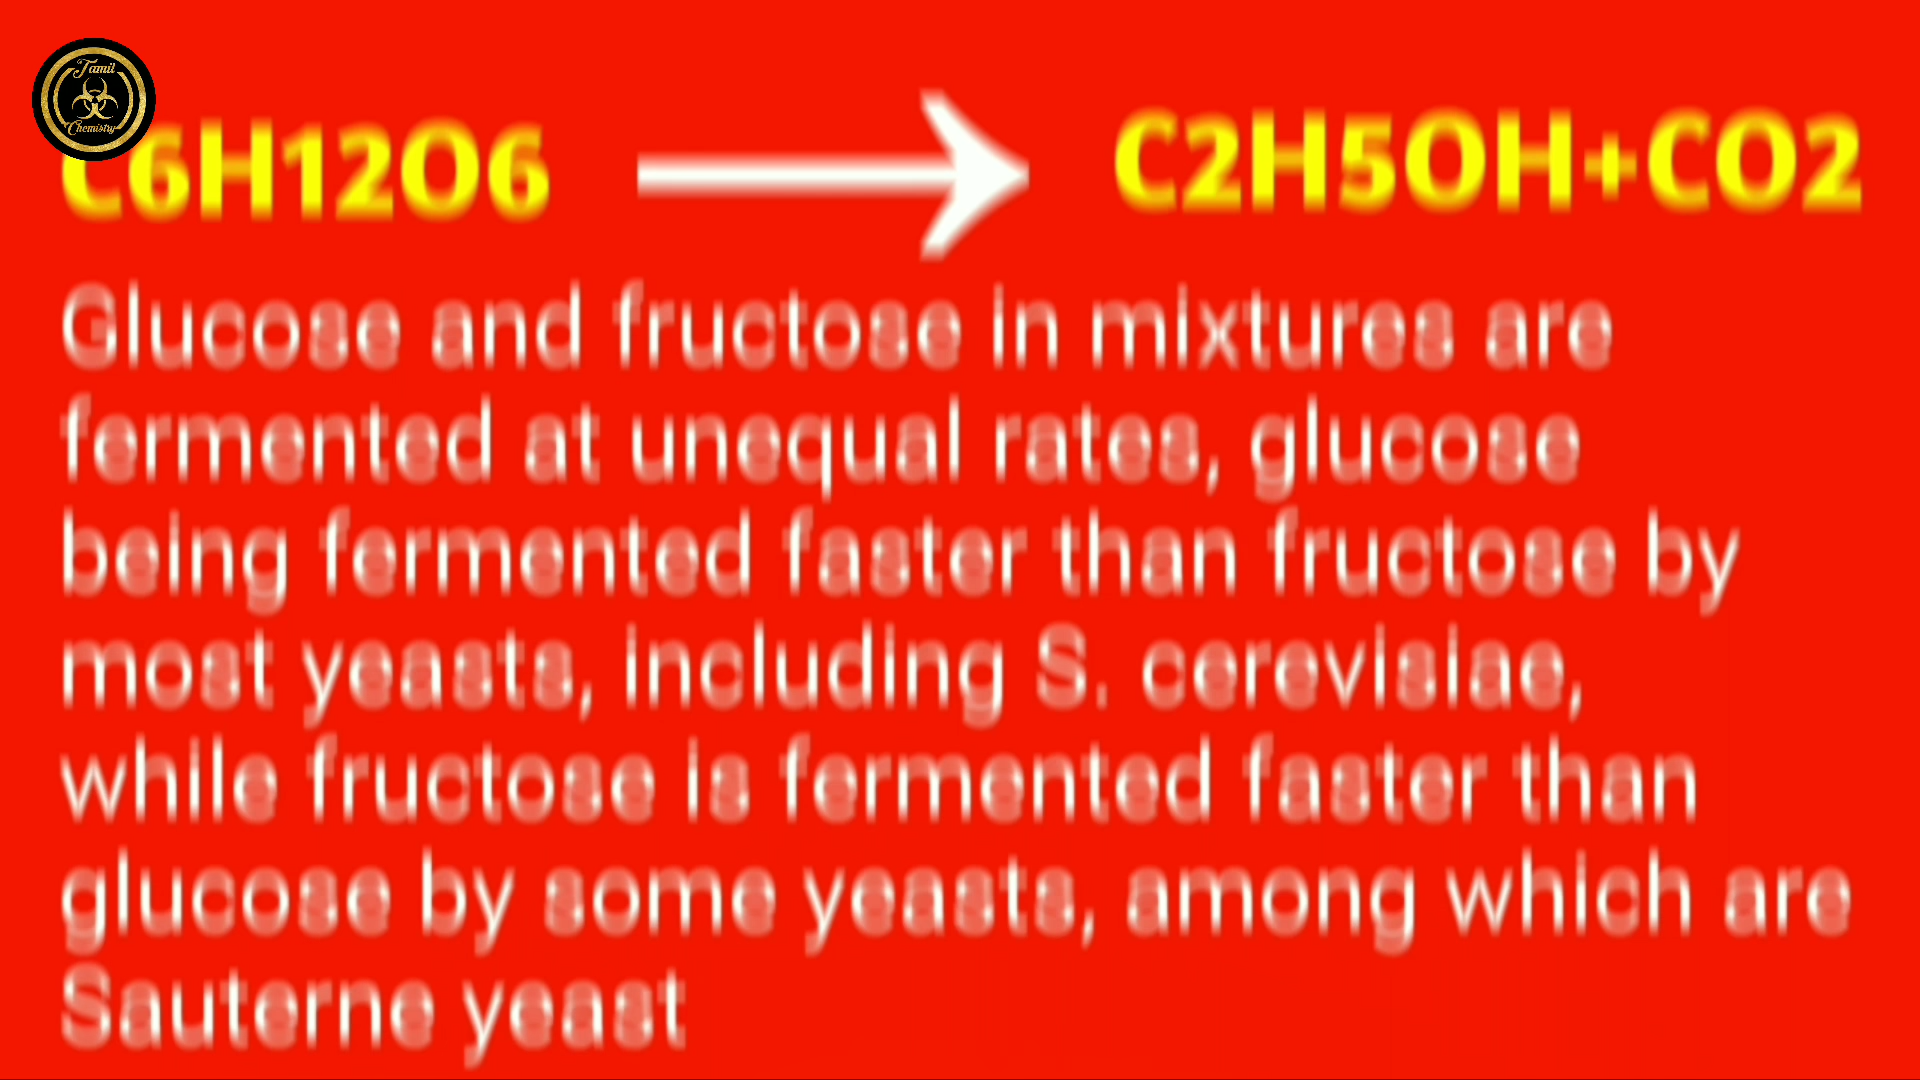 Tamil
Chemistry
C6H12O6 → C2H5OH+CO2
Glucose and fructose in mixtures are
fermented at unequal rates, glucose
being fermented faster than fructose by
most yeasts, including S. cerevisiae,
while fructose is fermented faster than
glucose by some yeasts, among which are
Sauterne yeast